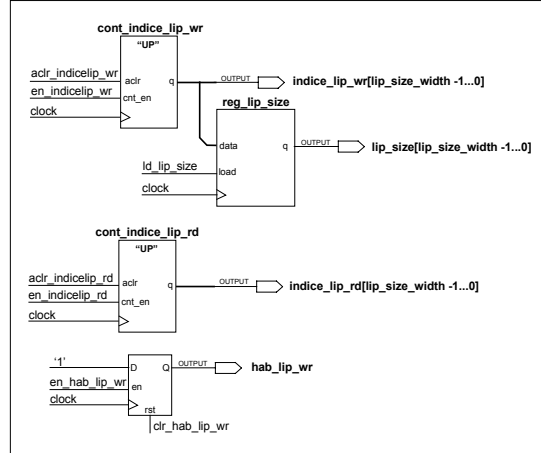 cont_indice_lip_wr
“UP”
aclr_indicelip_wr
aclr
q
OUTPUT
indice_lip_wr[lip_size_width -1...0]
en_indicelip_wr
cnt_en
clock
reg_lip_size
data
q
OUTPUT
lip_size[lip_size_width -1...0]
ld_lip_size
load
clock
cont_indice_lip_rd
“UP”
aclr_indicelip_rd
aclr
q
OUTPUT
indice_lip_rd[lip_size_width -1...0]
en_indicelip_rd
cnt_en
clock
‘1’
D
Q
OUTPUT
hab_lip_wr
en_hab_lip_wr
en
clock
rst
clr_hab_lip_wr